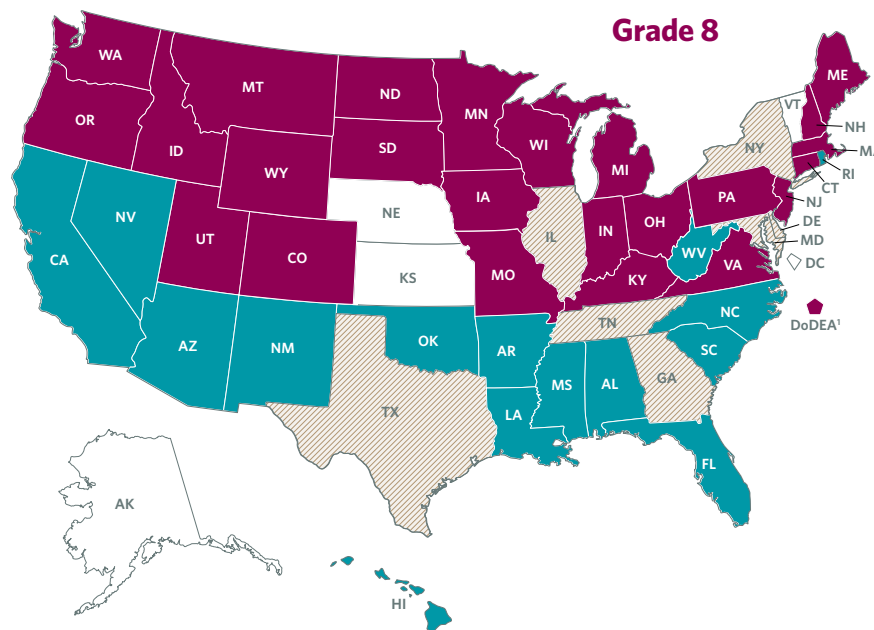 Grade 8
WA
MT
ND
MN
ME
VT
OR
ID
WY
SD
WI
MI
NY
NH
MA
RI
CT
NJ
DE
MD
DC
PA
NV
UT
CO
NE
IA
IL
IN
OH
WV
VA
CA
KS
MO
KY
NC
DoDEA¹
AZ
NM
OK
AR
TN
SC
TX
LA
MS
AL
GA
FL
AK
HI